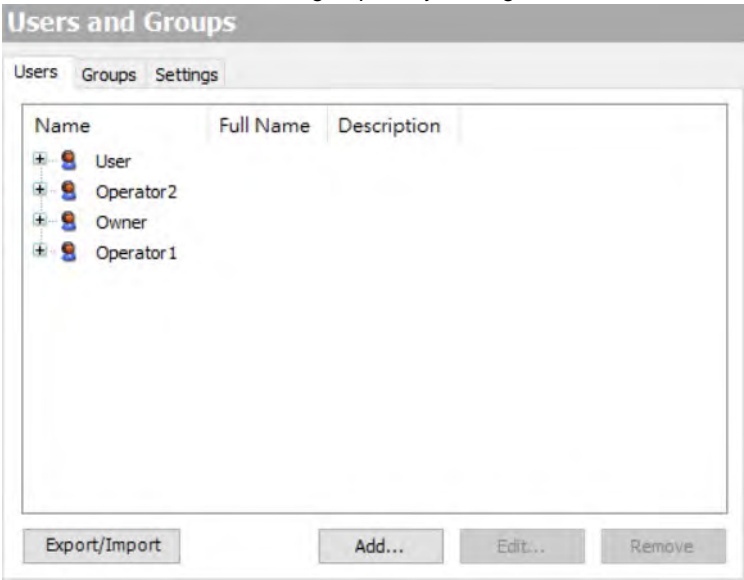 Users and Groups
Users Groups Settings
Name Full Name Description
User
Operator2
Owner
Operator1
Export/Import Add... Edit... Remove